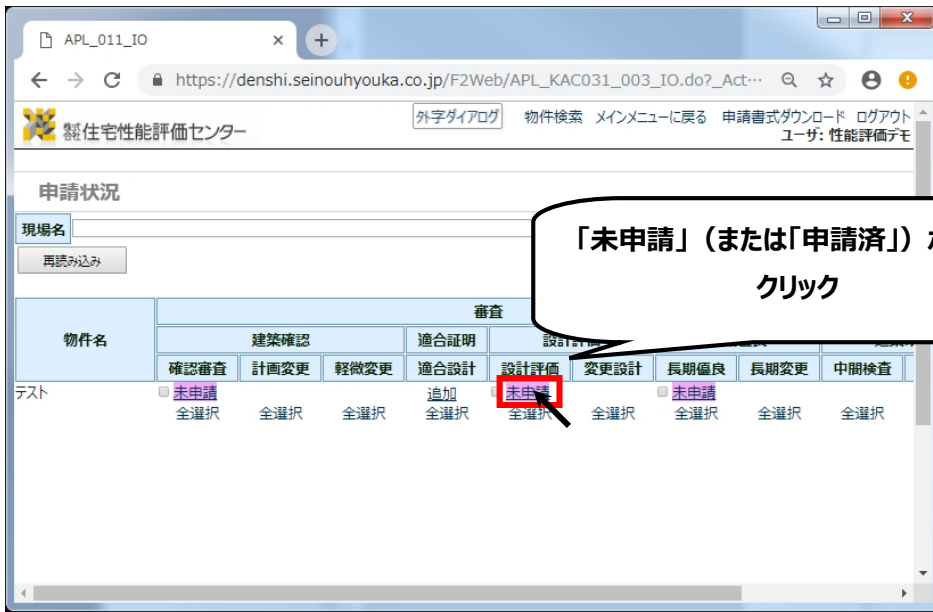 APL_011_IO
https://denshi.seinouhyouka.co.jp/F2Web/APL_KAC031_003_IO.do?_Act…
株式会社住宅性能評価センター
外字ダイアログ 物件検索 メインメニューに戻る 申請書式ダウンロード ログアウト
ユーザ: 性能評価デモ
申請状況
現場名
再読み込み
「未申請」（または「申請済」）
クリック
審査
物件名 建築確認 適合証明
確認審査 計画変更 軽微変更 適合設計 設計評価 変更設計 長期優良 長期変更 中間検査
テスト 未申請 追加 未申請 未申請
全選択 全選択 全選択 全選択 全選択 全選択 全選択 全選択 全選択